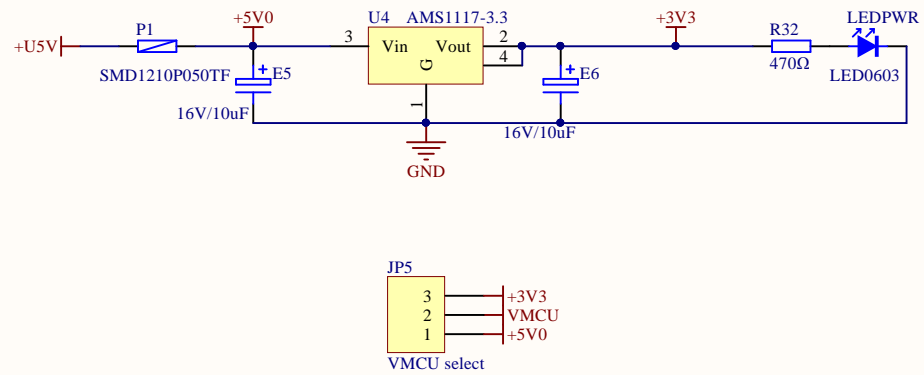 P1
+5V0
U4 AMS1117-3.3
+3V3
R32
LEDPWR
+U5V
3 Vin Vout 2
G
4
SMD1210P050TF
E5
E6
470Ω
LED0603
1
16V/10uF
16V/10uF
GND
JP5
3 +3V3
2 VMCU
1 +5V0
VMCU select